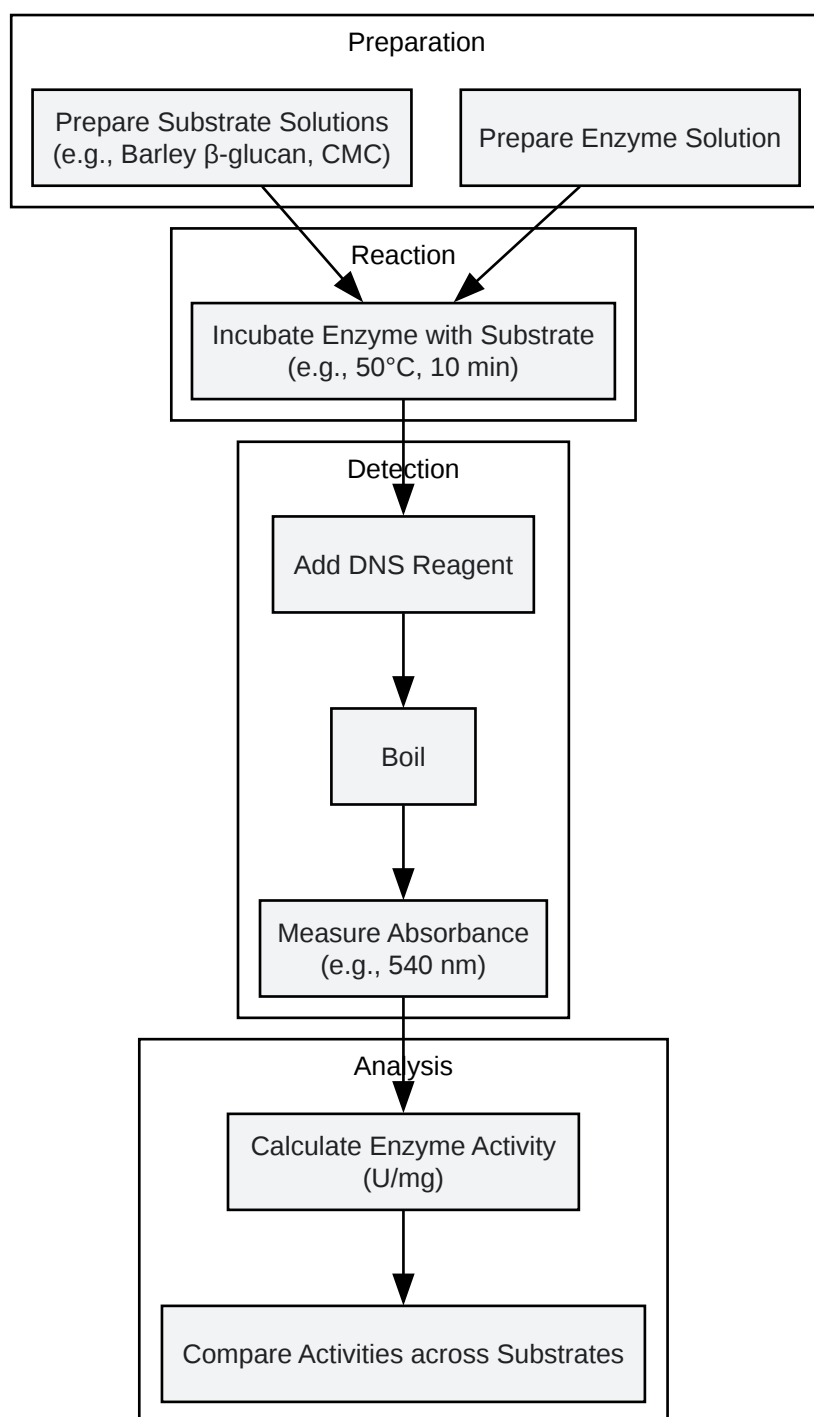 Preparation
Prepare Substrate Solutions
(e.g., Barley β-glucan, CMC)
Prepare Enzyme Solution
Reaction
Incubate Enzyme with Substrate
(e.g., 50°C, 10 min)
Detection
Add DNS Reagent
Boil
Measure Absorbance
(e.g., 540 nm)
Analysis
Calculate Enzyme Activity
(U/mg)
Compare Activities across Substrates